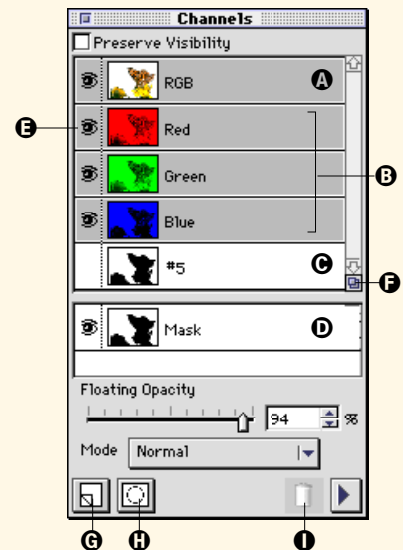 Channels
Preserve Visibility
RGB A
E Red
Green B
Blue
#5 C
F
Mask D
Floating Opacity
94 %
Mode Normal
G H I